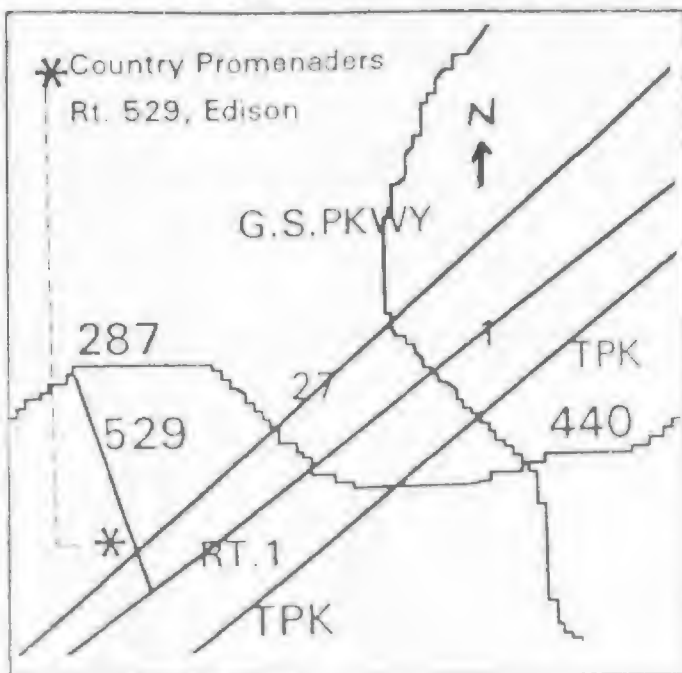 Country Promenaders
Rt. 529, Edison
N
G.S.PKWY
287
1
27
TPK
529
440
RT.1
TPK